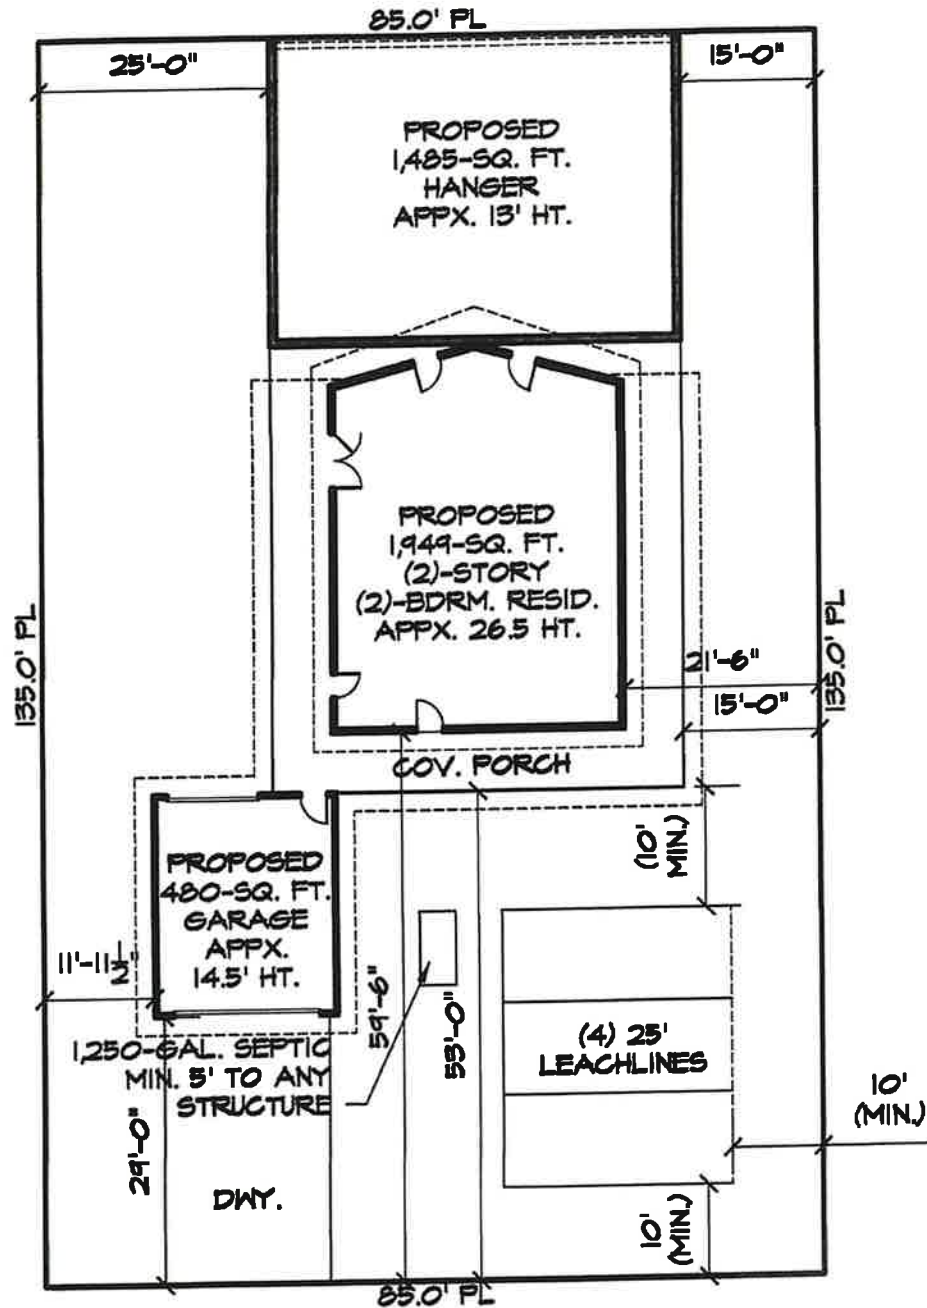 85.0' PL
25'-0"
15'-0"
PROPOSED
1,485-SQ. FT.
HANGER
APPX. 13' HT.
PROPOSED
1,949-SQ. FT.
(2)-STORY
(2)-BDRM. RESID.
APPX. 26.5 HT.
135.0' PL
135.0' PL
21'-6"
15'-0"
COV. PORCH
(10'
MIN.)
PROPOSED
480-SQ. FT.
GARAGE
APPX.
14.5' HT.
11'-11½"
59'-6"
53'-0"
1,250-GAL. SEPTIC
MIN. 5' TO ANY
STRUCTURE
(4) 25'
LEACHLINES
10'
(MIN.)
29'-0"
DWY.
10'
(MIN.)
85.0' PL